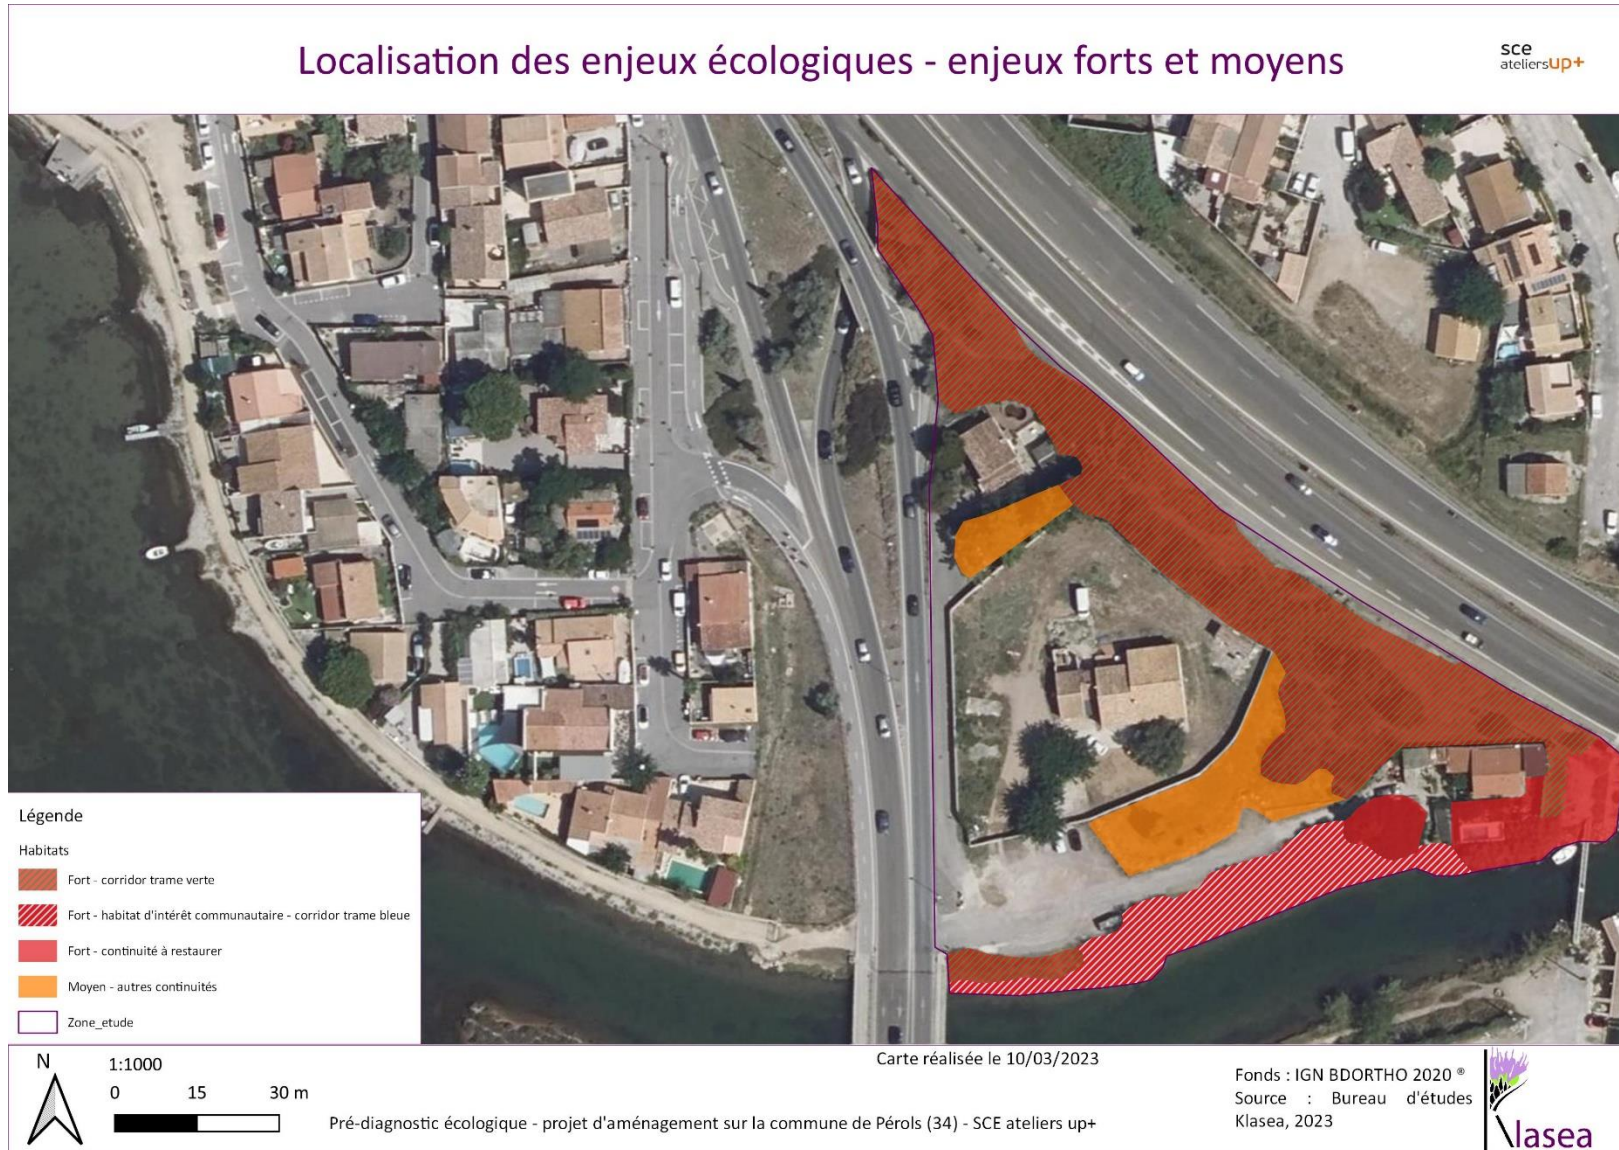 Localisation des enjeux écologiques - enjeux forts et moyens
sce
ateliersup+
Légende
Habitats
Fort - corridor trame verte
Fort - habitat d'intérêt communautaire - corridor trame bleue
Fort - continuité à restaurer
Moyen - autres continuités
Zone_etude
N
1:1000
0 15 30 m
Carte réalisée le 10/03/2023
Pré-diagnostic écologique - projet d'aménagement sur la commune de Pérols (34) - SCE ateliers up+
Fonds : IGN BDORTHO 2020 ®
Source : Bureau d'études
Klasea, 2023
Klasea